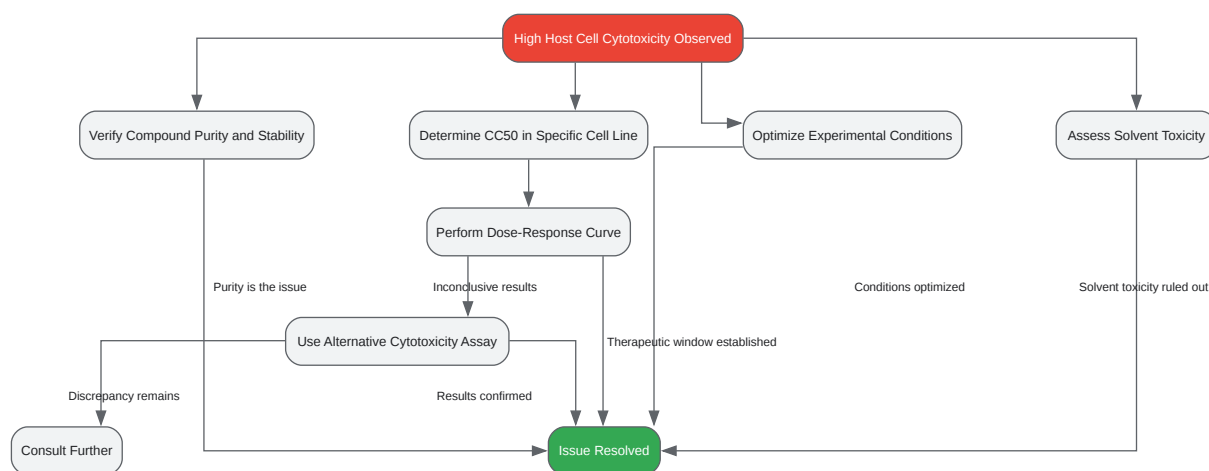 High Host Cell Cytotoxicity Observed
Verify Compound Purity and Stability
Determine CC50 in Specific Cell Line
Optimize Experimental Conditions
Assess Solvent Toxicity
Perform Dose-Response Curve
Purity is the issue
Inconclusive results
Conditions optimized
Solvent toxicity ruled out
Use Alternative Cytotoxicity Assay
Therapeutic window established
Discrepancy remains
Results confirmed
Consult Further
Issue Resolved